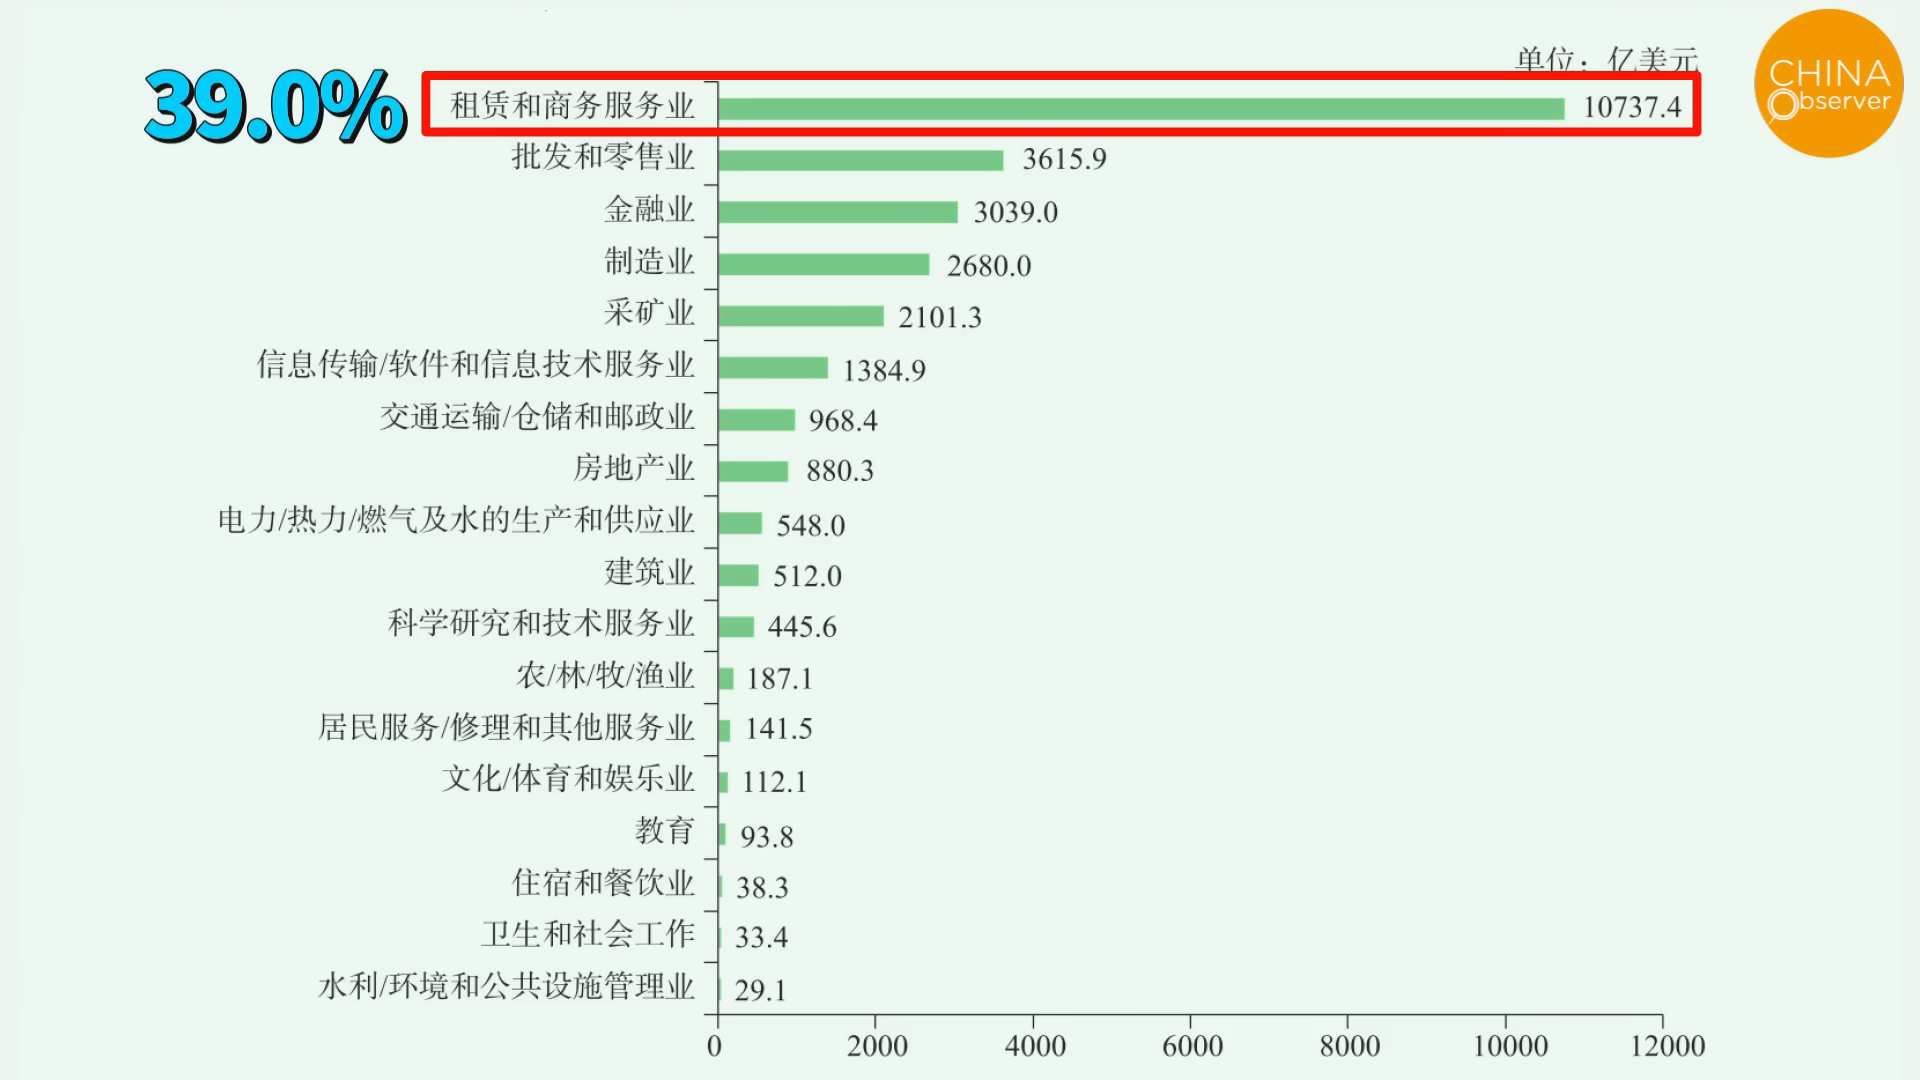 单位：亿美元
CHINA
Observer
39.0%
租赁和商务服务业 10737.4
批发和零售业 3615.9
金融业 3039.0
制造业 2680.0
采矿业 2101.3
信息传输/软件和信息技术服务业 1384.9
交通运输/仓储和邮政业 968.4
房地产业 880.3
电力/热力/燃气及水的生产和供应业 548.0
建筑业 512.0
科学研究和技术服务业 445.6
农/林/牧/渔业 187.1
居民服务/修理和其他服务业 141.5
文化/体育和娱乐业 112.1
教育 93.8
住宿和餐饮业 38.3
卫生和社会工作 33.4
水利/环境和公共设施管理业 29.1
0 2000 4000 6000 8000 10000 12000